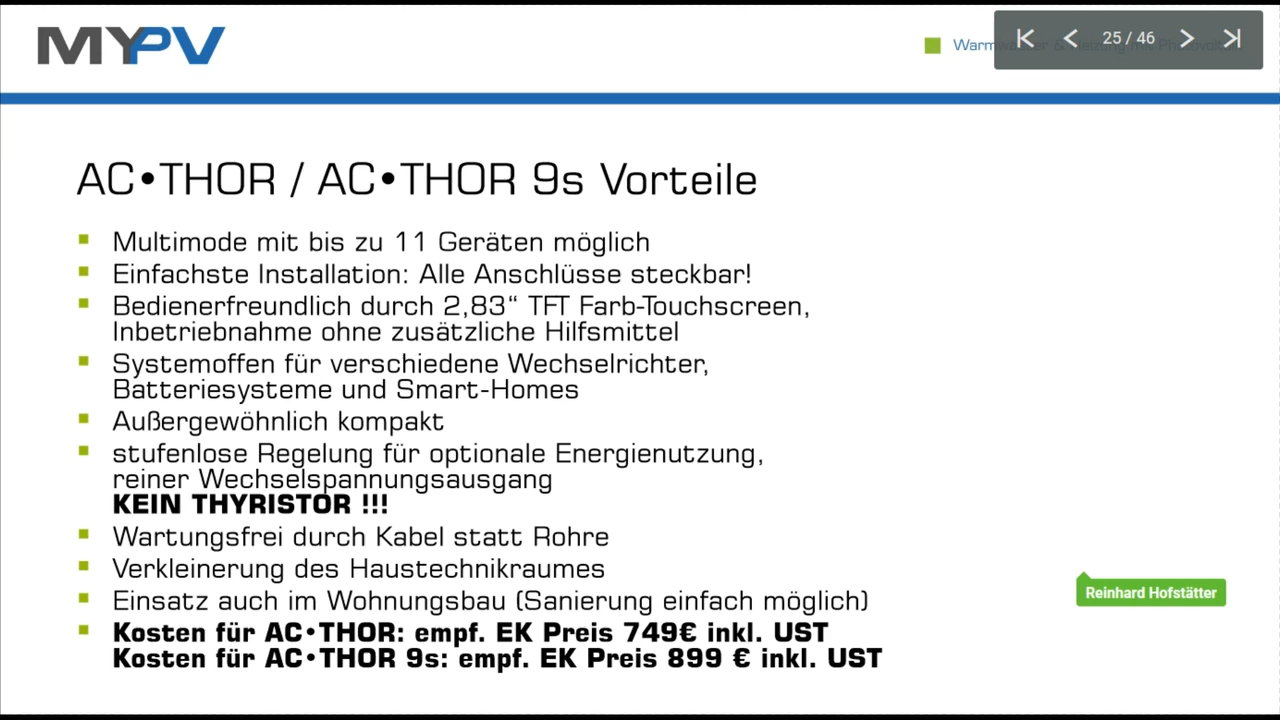 MYPV
25 / 46
AC•THOR / AC•THOR 9s Vorteile
Multimode mit bis zu 11 Geräten möglich
Einfachste Installation: Alle Anschlüsse steckbar!
Bedienerfreundlich durch 2,83“ TFT Farb-Touchscreen,
Inbetriebnahme ohne zusätzliche Hilfsmittel
Systemoffen für verschiedene Wechselrichter,
Batteriesysteme und Smart-Homes
Außergewöhnlich kompakt
stufenlose Regelung für optionale Energienutzung,
reiner Wechselspannungsausgang
KEIN THYRISTOR !!!
Wartungsfrei durch Kabel statt Rohre
Verkleinerung des Haustechnikraumes
Einsatz auch im Wohnungsbau (Sanierung einfach möglich)
Kosten für AC•THOR: empf. EK Preis 749€ inkl. UST
Kosten für AC•THOR 9s: empf. EK Preis 899 € inkl. UST
Reinhard Hofstätter